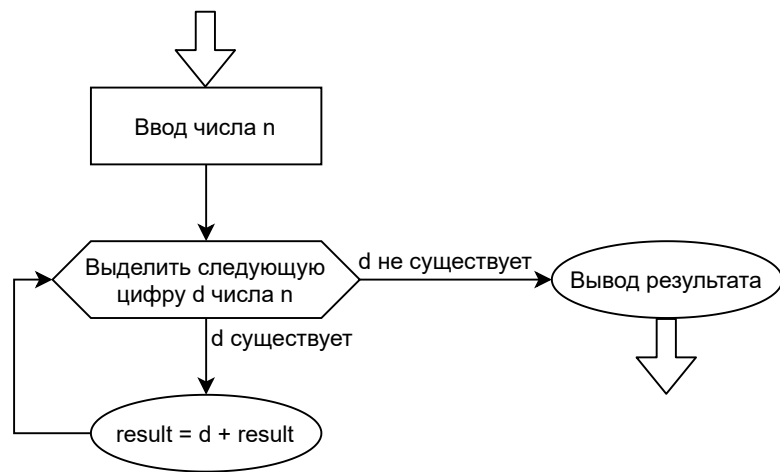 Ввод числа n
Выделить следующую
цифру d числа n
d не существует
Вывод результата
d существует
result = d + result